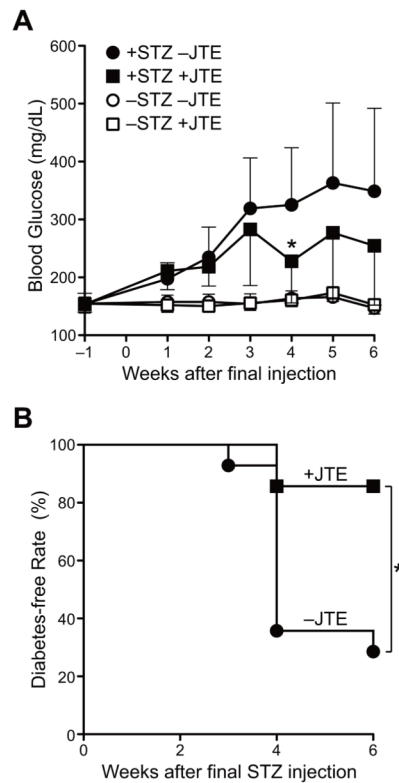 A
600
500
400
300
200
100
Blood Glucose (mg/dL)
+STZ –JTE
+STZ +JTE
–STZ –JTE
–STZ +JTE
*
–1 0 1 2 3 4 5 6
Weeks after final injection
B
100
80
60
40
20
0
Diabetes-free Rate (%)
+JTE
–JTE
*
0 2 4 6
Weeks after final STZ injection